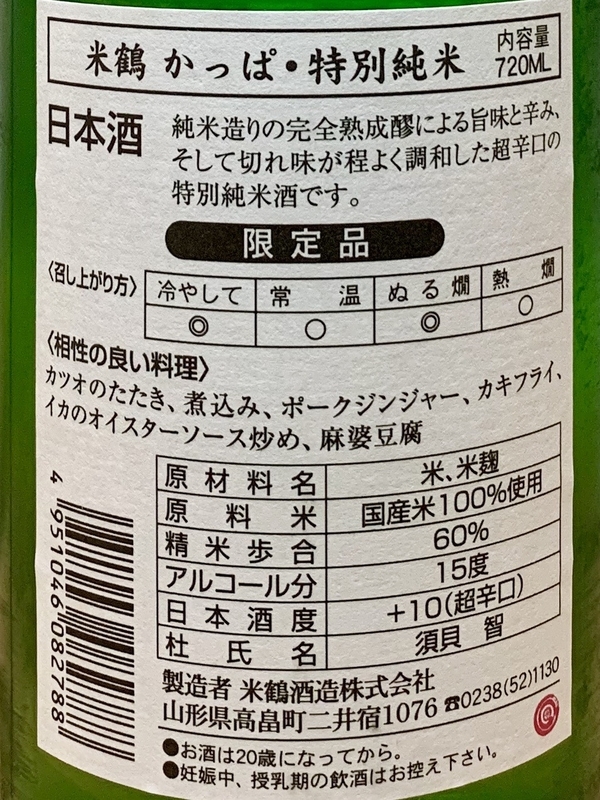 米鶴 かっぱ・特別純米 内容量 720ML
日本酒
純米造りの完全熟成醪による旨味と辛み、
そして切れ味が程よく調和した超辛口の
特別純米酒です。
限定品
〈召し上がり方〉 冷やして 常温 ぬる燗 熱燗
◎ ○ ◎ ○
〈相性の良い料理〉
カツオのたたき、煮込み、ポークジンジャー、カキフライ、
イカのオイスターソース炒め、麻婆豆腐
原材料名 米、米麹
原料米 国産米100%使用
精米歩合 60%
アルコール分 15度
日本酒度 +10(超辛口)
杜氏名 須貝 智
4 951046 082788
製造者 米鶴酒造株式会社
山形県高畠町二井宿1076 ☎0238(52)1130
●お酒は20歳になってから。
●妊娠中、授乳期の飲酒はお控え下さい。